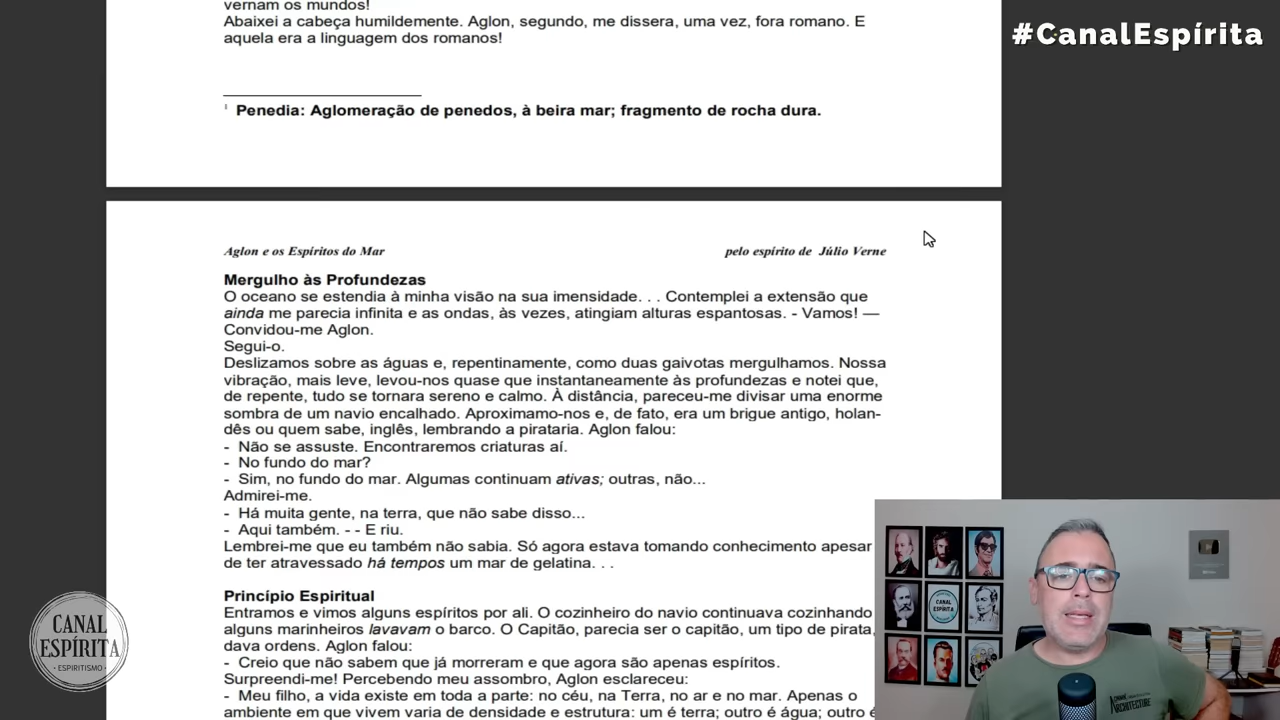 vernam os mundos!
Abaixei a cabeça humildemente. Aglon, segundo, me dissera, uma vez, fora romano. E
aquela era a linguagem dos romanos!
#CanalEspírita
Penedia: Aglomeração de penedos, à beira mar; fragmento de rocha dura.
Aglon e os Espíritos do Mar
pelo espírito de Júlio Verne
Mergulho às Profundezas
O oceano se estendia à minha visão na sua imensidade. . . Contemplei a extensão que
ainda me parecia infinita e as ondas, às vezes, atingiam alturas espantosas. - Vamos! —
Convidou-me Aglon.
Segui-o.
Deslizamos sobre as águas e, repentinamente, como duas gaivotas mergulhamos. Nossa
vibração, mais leve, levou-nos quase que instantaneamente às profundezas e notei que,
de repente, tudo se tornara sereno e calmo. À distância, pareceu-me divisar uma enorme
sombra de um navio encalhado. Aproximamo-nos e, de fato, era um brigue antigo, holan-
dês ou quem sabe, inglês, lembrando a pirataria. Aglon falou:
- Não se assuste. Encontraremos criaturas aí.
- No fundo do mar?
- Sim, no fundo do mar. Algumas continuam ativas; outras, não...
Admirei-me.
- Há muita gente, na terra, que não sabe disso...
- Aqui também. - - E riu.
Lembrei-me que eu também não sabia. Só agora estava tomando conhecimento apesar
de ter atravessado há tempos um mar de gelatina. . .
Princípio Espiritual
Entramos e vimos alguns espíritos por ali. O cozinheiro do navio continuava cozinhando
alguns marinheiros lavavam o barco. O Capitão, parecia ser o capitão, um tipo de pirata,
dava ordens. Aglon falou:
- Creio que não sabem que já morreram e que agora são apenas espíritos.
Surpreendi-me! Percebendo meu assombro, Aglon esclareceu:
- Meu filho, a vida existe em toda a parte: no céu, na Terra, no ar e no mar. Apenas o
ambiente em que vivem varia de densidade e estrutura: um é terra; outro é água; outro é
CANAL
ESPÍRITA
- ESPIRITISMO -
CANAL
ESPÍRITA
ARCHITECTURE